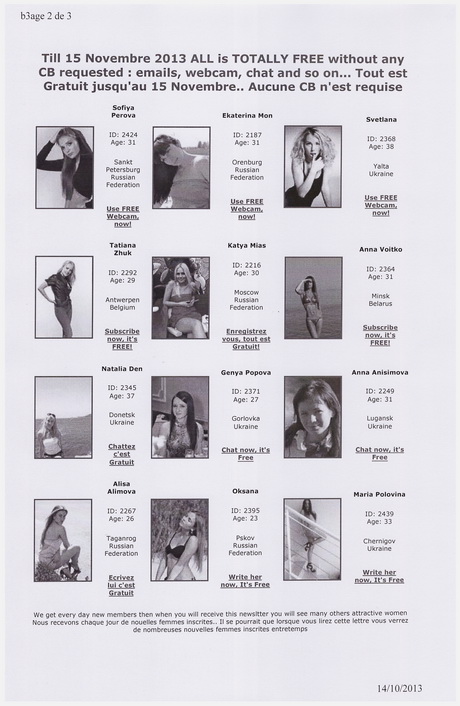 b3age 2 de 3
Till 15 Novembre 2013 ALL is TOTALLY FREE without any
CB requested : emails, webcam, chat and so on... Tout est
Gratuit jusqu'au 15 Novembre.. Aucune CB n'est requise
Sofiya
Perova
ID: 2424
Age: 31
Sankt
Petersburg
Russian
Federation
Use FREE
Webcam,
now!
Ekaterina Mon
ID: 2187
Age: 31
Orenburg
Russian
Federation
Use FREE
Webcam,
now!
Svetlana
ID: 2368
Age: 38
Yalta
Ukraine
Use FREE
Webcam,
now!
Tatiana
Zhuk
ID: 2292
Age: 29
Antwerpen
Belgium
Subscribe
now, it's
FREE!
Katya Mias
ID: 2216
Age: 30
Moscow
Russian
Federation
Enregistrez
vous, tout est
Gratuit!
Anna Voitko
ID: 2364
Age: 31
Minsk
Belarus
Subscribe
now, it's
FREE!
Natalia Den
ID: 2345
Age: 37
Donetsk
Ukraine
Chattez
c'est
Gratuit
Genya Popova
ID: 2371
Age: 27
Gorlovka
Ukraine
Chat now, it's
Free
Anna Anisimova
ID: 2249
Age: 31
Lugansk
Ukraine
Chat now, it's
Free
Alisa
Alimova
ID: 2267
Age: 26
Taganrog
Russian
Federation
Ecrivez
lui c'est
Gratuit
Oksana
ID: 2395
Age: 23
Pskov
Russian
Federation
Write her
now, It's Free
Maria Polovina
ID: 2439
Age: 33
Chernigov
Ukraine
Write her
now, It's Free
We get every day new members then when you will receive this newsltter you will see many others attractive women
Nous recevons chaque jour de nouelles femmes inscrites.. Il se pourrait que lorsque vous lirez cette lettre vous verrez
de nombreuses nouvelles femmes inscrites entretemps
14/10/2013